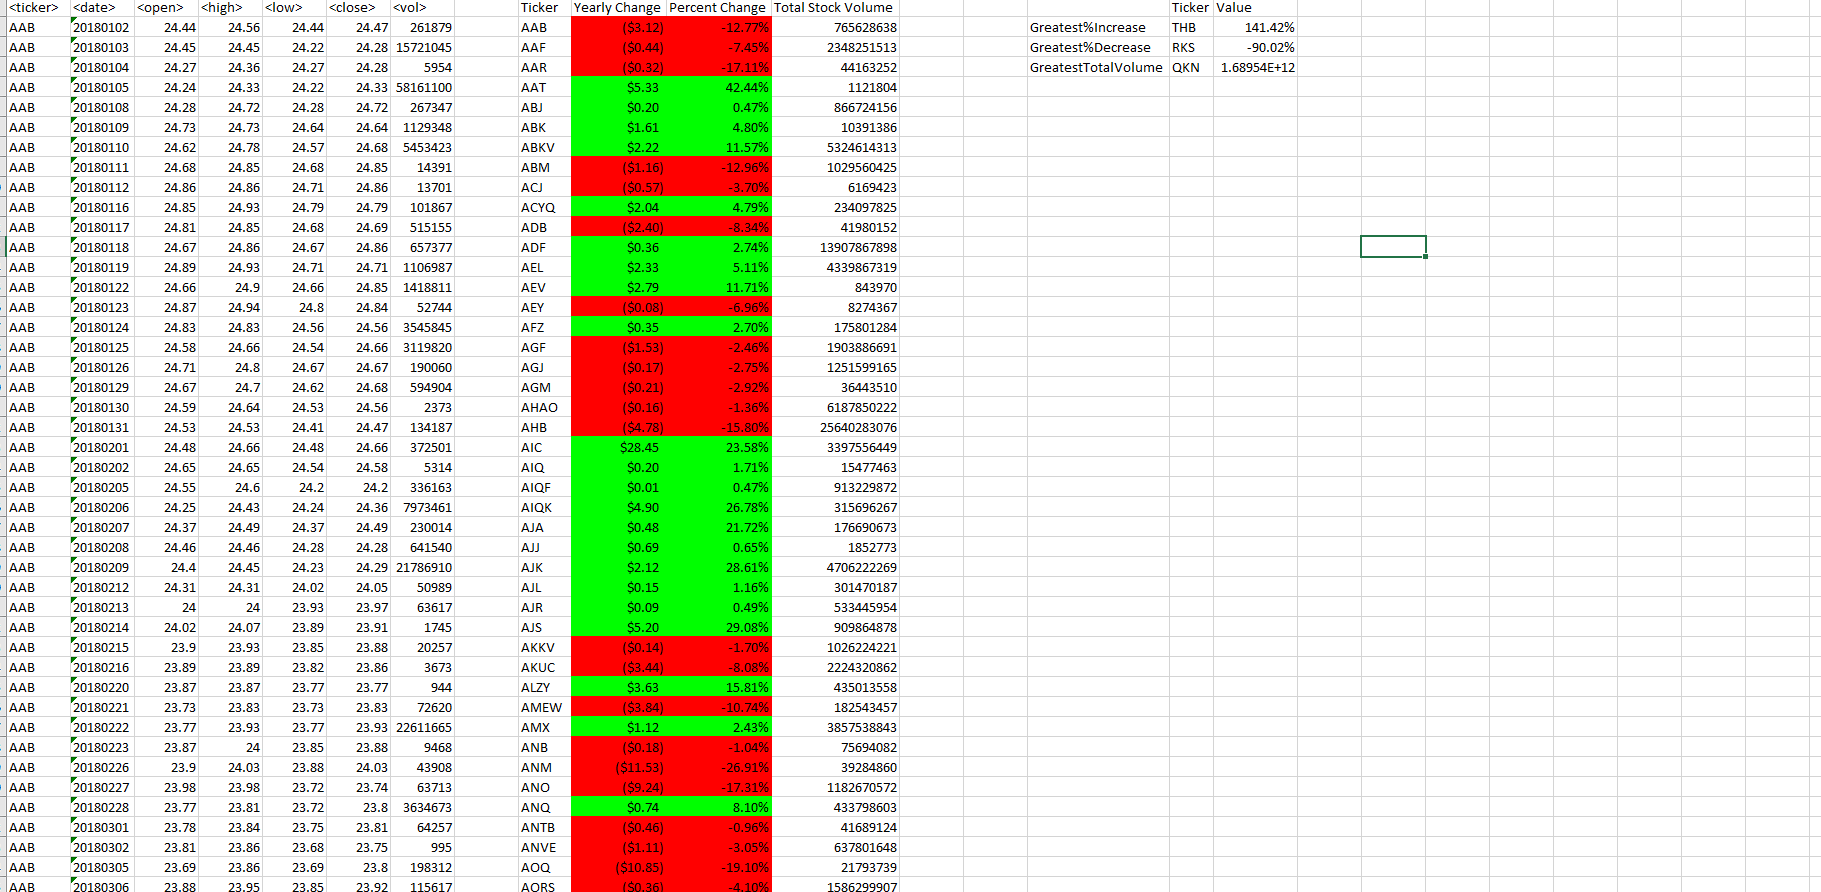 <ticker> <date> <open> <high> <low> <close> <vol> Ticker Yearly Change Percent Change Total Stock Volume Ticker Value
AAB 20180102 24.44 24.56 24.44 24.47 261879 AAB ($3.12) -12.77% 765628638 Greatest%Increase THB 141.42%
AAB 20180103 24.45 24.45 24.22 24.28 15721045 AAF ($0.44) -7.45% 2348251513 Greatest%Decrease RKS -90.02%
AAB 20180104 24.27 24.36 24.27 24.28 5954 AAR ($0.32) -17.11% 44163252 GreatestTotalVolume QKN 1.68954E+12
AAB 20180105 24.24 24.33 24.22 24.33 58161100 AAT $5.33 42.44% 1121804
AAB 20180108 24.28 24.72 24.28 24.72 267347 ABJ $0.20 0.47% 866724156
AAB 20180109 24.73 24.73 24.64 24.64 1129348 ABK $1.61 4.80% 10391386
AAB 20180110 24.62 24.78 24.57 24.68 5453423 ABKV $2.22 11.57% 5324614313
AAB 20180111 24.68 24.85 24.68 24.85 14391 ABM ($1.16) -12.96% 1029560425
AAB 20180112 24.86 24.86 24.71 24.86 13701 ACJ ($0.57) -3.70% 6169423
AAB 20180116 24.85 24.93 24.79 24.79 101867 ACYQ $2.04 4.79% 234097825
AAB 20180117 24.81 24.85 24.68 24.69 515155 ADB ($2.40) -8.34% 41980152
AAB 20180118 24.67 24.86 24.67 24.86 657377 ADF $0.36 2.74% 13907867898
AAB 20180119 24.89 24.93 24.71 24.71 1106987 AEL $2.33 5.11% 4339867319
AAB 20180122 24.66 24.9 24.66 24.85 1418811 AEV $2.79 11.71% 843970
AAB 20180123 24.87 24.94 24.8 24.84 52744 AEY ($0.08) -6.96% 8274367
AAB 20180124 24.83 24.83 24.56 24.56 3545845 AFZ $0.35 2.70% 175801284
AAB 20180125 24.58 24.66 24.54 24.66 3119820 AGF ($1.53) -2.46% 1903886691
AAB 20180126 24.71 24.8 24.67 24.67 190060 AGJ ($0.17) -2.75% 1251599165
AAB 20180129 24.67 24.7 24.62 24.68 594904 AGM ($0.21) -2.92% 36443510
AAB 20180130 24.59 24.64 24.53 24.56 2373 AHAO ($0.16) -1.36% 6187850222
AAB 20180131 24.53 24.53 24.41 24.47 134187 AHB ($4.78) -15.80% 25640283076
AAB 20180201 24.48 24.66 24.48 24.66 372501 AIC $28.45 23.58% 3397556449
AAB 20180202 24.65 24.65 24.54 24.58 5314 AIQ $0.20 1.71% 15477463
AAB 20180205 24.55 24.6 24.2 24.2 336163 AIQF $0.01 0.47% 913229872
AAB 20180206 24.25 24.43 24.24 24.36 7973461 AIQK $4.90 26.78% 315696267
AAB 20180207 24.37 24.49 24.37 24.49 230014 AJA $0.48 21.72% 176690673
AAB 20180208 24.46 24.46 24.28 24.28 641540 AJJ $0.69 0.65% 1852773
AAB 20180209 24.4 24.45 24.23 24.29 21786910 AJK $2.12 28.61% 4706222269
AAB 20180212 24.31 24.31 24.02 24.05 50989 AJL $0.15 1.16% 301470187
AAB 20180213 24 24 23.93 23.97 63617 AJR $0.09 0.49% 533445954
AAB 20180214 24.02 24.07 23.89 23.91 1745 AJS $5.20 29.08% 909864878
AAB 20180215 23.9 23.93 23.85 23.88 20257 AKKV ($0.14) -1.70% 1026224221
AAB 20180216 23.89 23.89 23.82 23.86 3673 AKUC ($3.44) -8.08% 2224320862
AAB 20180220 23.87 23.87 23.77 23.77 944 ALZY $3.63 15.81% 435013558
AAB 20180221 23.73 23.83 23.73 23.83 72620 AMEW ($3.84) -10.74% 182543457
AAB 20180222 23.77 23.93 23.77 23.93 22611665 AMX $1.12 2.43% 3857538843
AAB 20180223 23.87 24 23.85 23.88 9468 ANB ($0.18) -1.04% 75694082
AAB 20180226 23.9 24.03 23.88 24.03 43908 ANM ($11.53) -26.91% 39284860
AAB 20180227 23.98 23.98 23.72 23.74 63713 ANO ($9.24) -17.31% 1182670572
AAB 20180228 23.77 23.81 23.72 23.8 3634673 ANQ $0.74 8.10% 433798603
AAB 20180301 23.78 23.84 23.75 23.81 64257 ANTB ($0.46) -0.96% 41689124
AAB 20180302 23.81 23.86 23.68 23.75 995 ANVE ($1.11) -3.05% 637801648
AAB 20180305 23.69 23.86 23.69 23.8 198312 AOQ ($10.85) -19.10% 21793739
AAB 20180306 23.88 23.95 23.85 23.92 115617 AORS ($0.36) -4.10% 1586299907